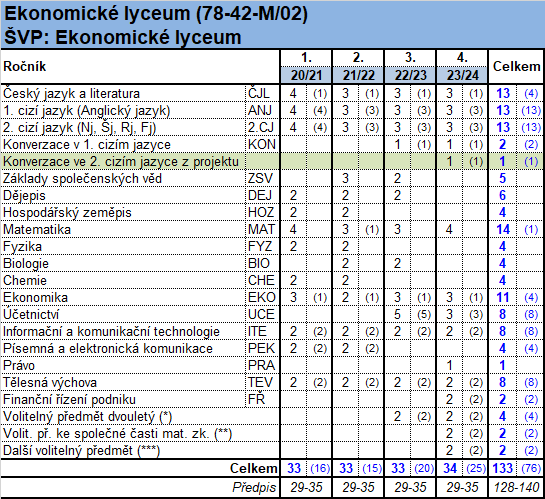 Ekonomické lyceum (78-42-M/02)
ŠVP: Ekonomické lyceum
Ročník 1. 2. 3. 4. Celkem
20/21 21/22 22/23 23/24
Český jazyk a literatura ČJL 4 (1) 3 (1) 3 (1) 3 (1) 13 (4)
1. cizí jazyk (Anglický jazyk) ANJ 4 (4) 3 (3) 3 (3) 3 (3) 13 (13)
2. cizí jazyk (Nj, Šj, Rj, Fj) 2.CJ 4 (4) 3 (3) 3 (3) 3 (3) 13 (13)
Konverzace v 1. cizím jazyce KON 1 (1) 1 (1) 2 (2)
Konverzace ve 2. cizím jazyce z projektu 1 (1) 1 (1)
Základy společenských věd ZSV 3 2 5
Dějepis DEJ 2 2 2 6
Hospodářský zeměpis HOZ 2 2 4
Matematika MAT 4 3 (1) 3 4 14 (1)
Fyzika FYZ 2 2 4
Biologie BIO 2 2 4
Chemie CHE 2 2 4
Ekonomika EKO 3 (1) 2 (1) 3 (1) 3 (1) 11 (4)
Účetnictví UCE 5 (5) 3 (3) 8 (8)
Informační a komunikační technologie ITE 2 (2) 2 (2) 2 (2) 2 (2) 8 (8)
Písemná a elektronická komunikace PEK 2 (2) 2 (2) 4 (4)
Právo PRA 1 1
Tělesná výchova TEV 2 (2) 2 (2) 2 (2) 2 (2) 8 (8)
Finanční řízení podniku FŘ 2 (2) 2 (2)
Volitelný předmět dvouletý (*) 2 (2) 2 (2) 4 (4)
Volit. př. ke společné části mat. zk. (**) 2 (2) 2 (2)
Další volitelný předmět (***) 2 (2) 2 (2)
Celkem 33 (16) 33 (15) 33 (20) 34 (25) 133 (76)
Předpis 29-35 29-35 29-35 29-35 128-140